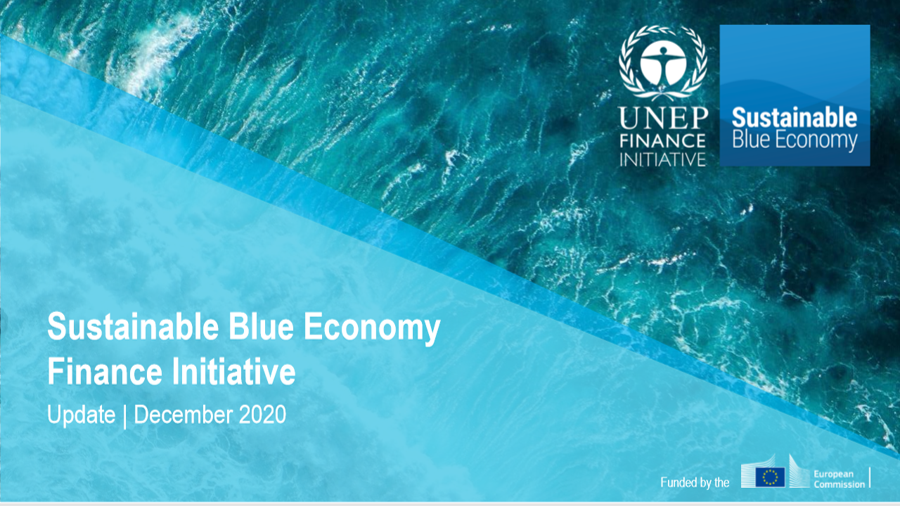 UNEP
FINANCE
INITIATIVE
Sustainable
Blue Economy
Sustainable Blue Economy
Finance Initiative
Update | December 2020
Funded by the
European
Commission